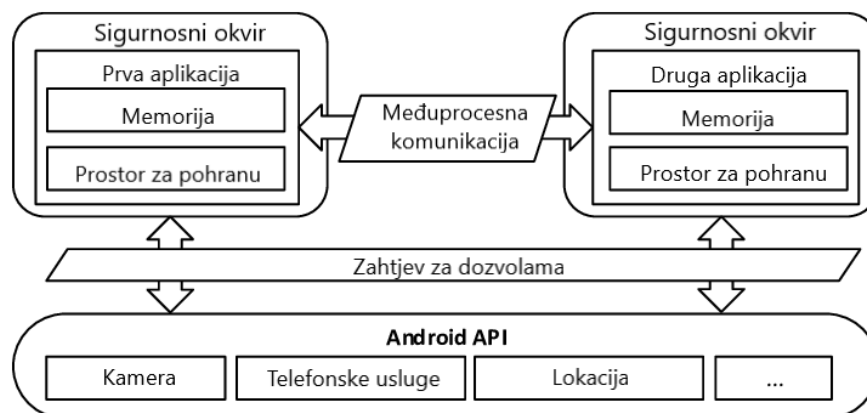 Sigurnosni okvir
Prva aplikacija
Memorija
Prostor za pohranu
Međuprocesna
komunikacija
Sigurnosni okvir
Druga aplikacija
Memorija
Prostor za pohranu
Zahtjev za dozvolama
Android API
Kamera
Telefonske usluge
Lokacija
...